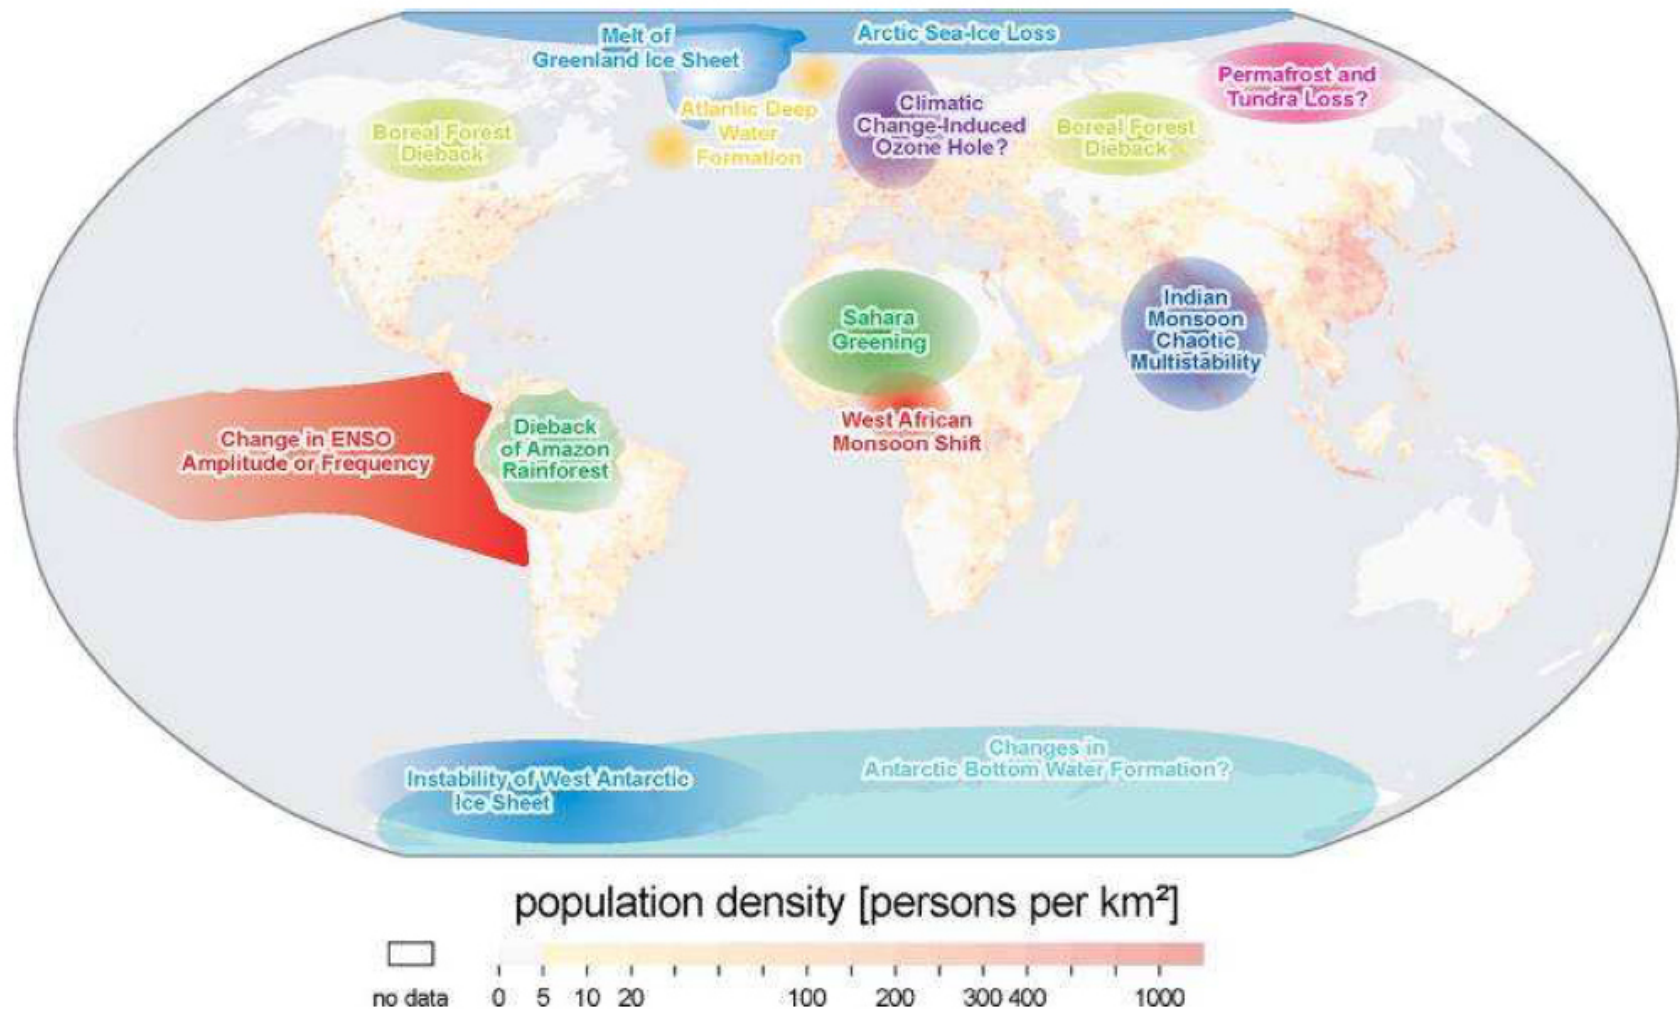 Melt of
Greenland Ice Sheet
Arctic Sea-Ice Loss
Permafrost and
Tundra Loss?
Atlantic Deep
Water
Formation
Climatic
Change-Induced
Ozone Hole?
Boreal Forest
Dieback
Boreal Forest
Dieback
Sahara
Greening
Indian
Monsoon
Chaotic
Multistability
West African
Monsoon Shift
Change in ENSO
Amplitude or Frequency
Dieback
of Amazon
Rainforest
Instability of West Antarctic
Ice Sheet
Changes in
Antarctic Bottom Water Formation?
population density [persons per km²]
no data 0 5 10 20 100 200 300 400 1000